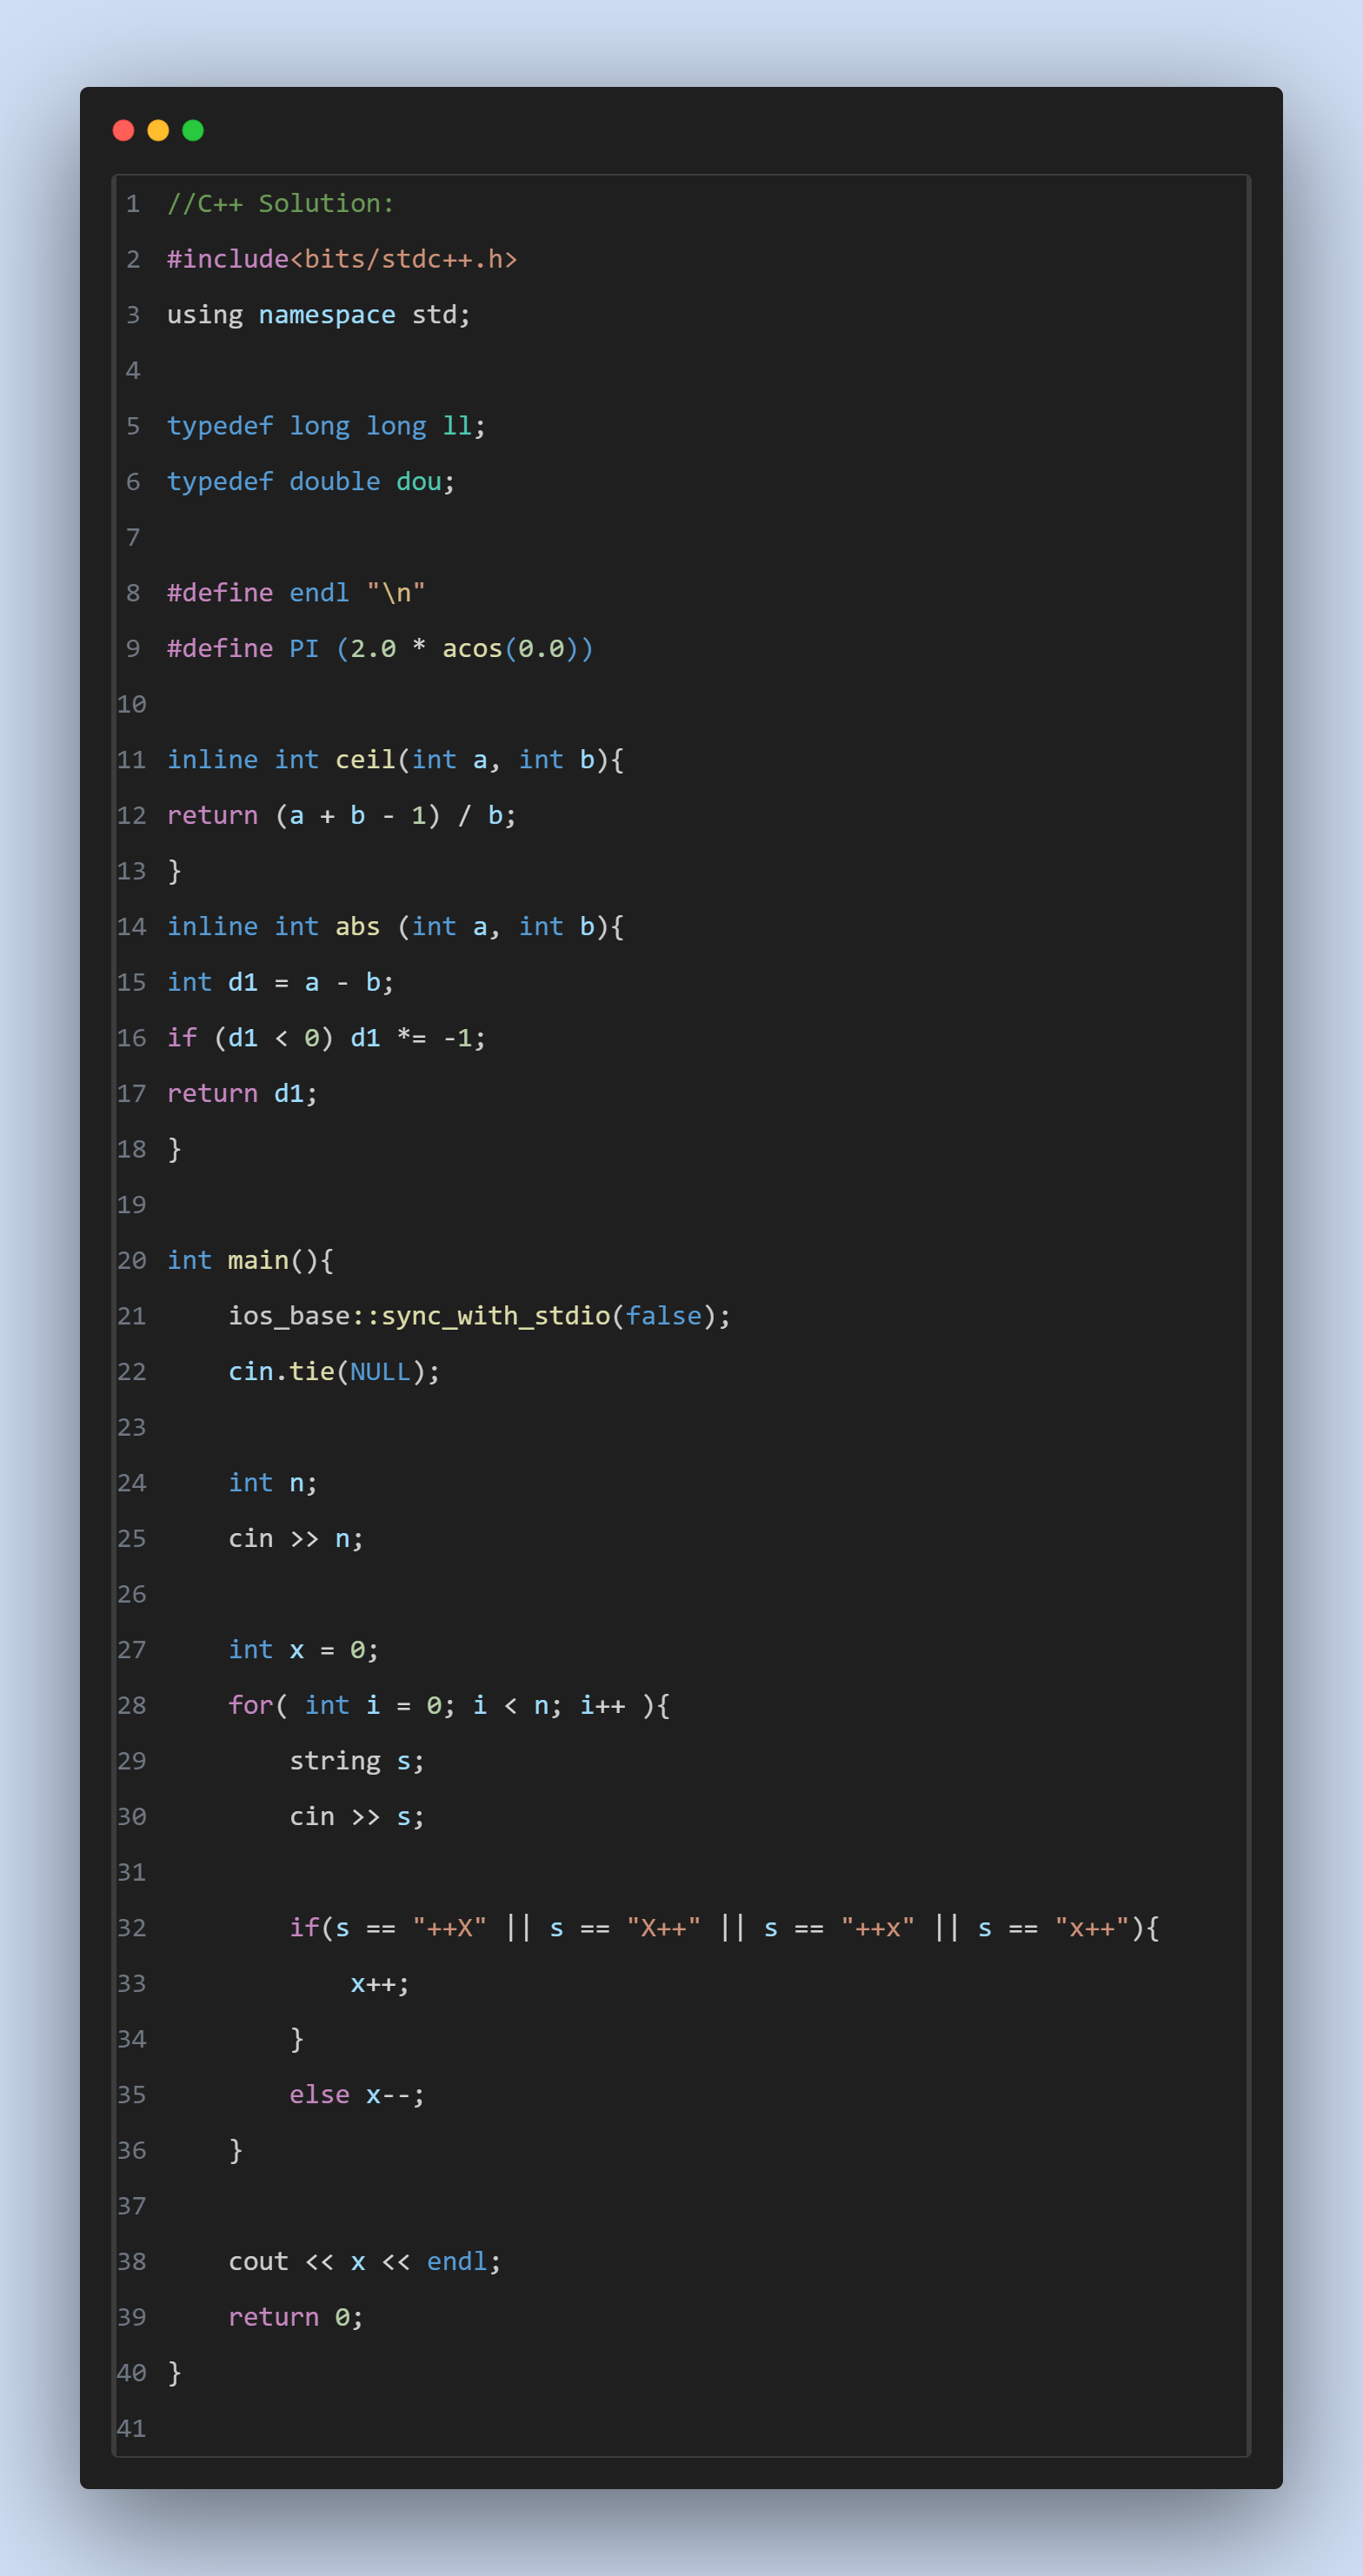 1 //C++ Solution:
2 #include<bits/stdc++.h>
3 using namespace std;
4
5 typedef long long ll;
6 typedef double dou;
7
8 #define endl "\n"
9 #define PI (2.0 * acos(0.0))
10
11 inline int ceil(int a, int b){
12 return (a + b - 1) / b;
13 }
14 inline int abs (int a, int b){
15 int d1 = a - b;
16 if (d1 < 0) d1 *= -1;
17 return d1;
18 }
19
20 int main(){
21     ios_base::sync_with_stdio(false);
22     cin.tie(NULL);
23
24     int n;
25     cin >> n;
26
27     int x = 0;
28     for( int i = 0; i < n; i++ ){
29         string s;
30         cin >> s;
31
32         if(s == "++X" || s == "X++" || s == "++x" || s == "x++"){
33             x++;
34         }
35         else x--;
36     }
37
38     cout << x << endl;
39     return 0;
40 }
41